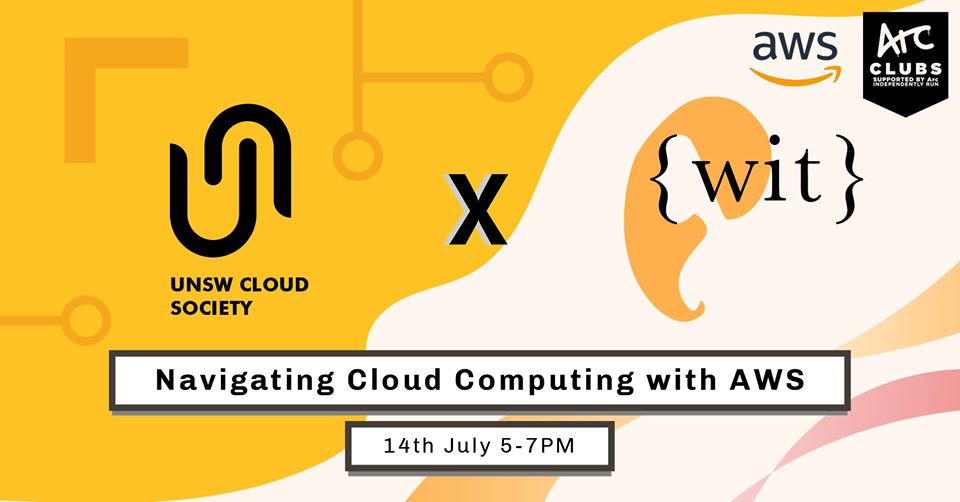 aws
Arc
CLUBS
SUPPORTED BY Arc
INDEPENDENTLY RUN
UNSW CLOUD
SOCIETY
X
{wit}
Navigating Cloud Computing with AWS
14th July 5-7PM